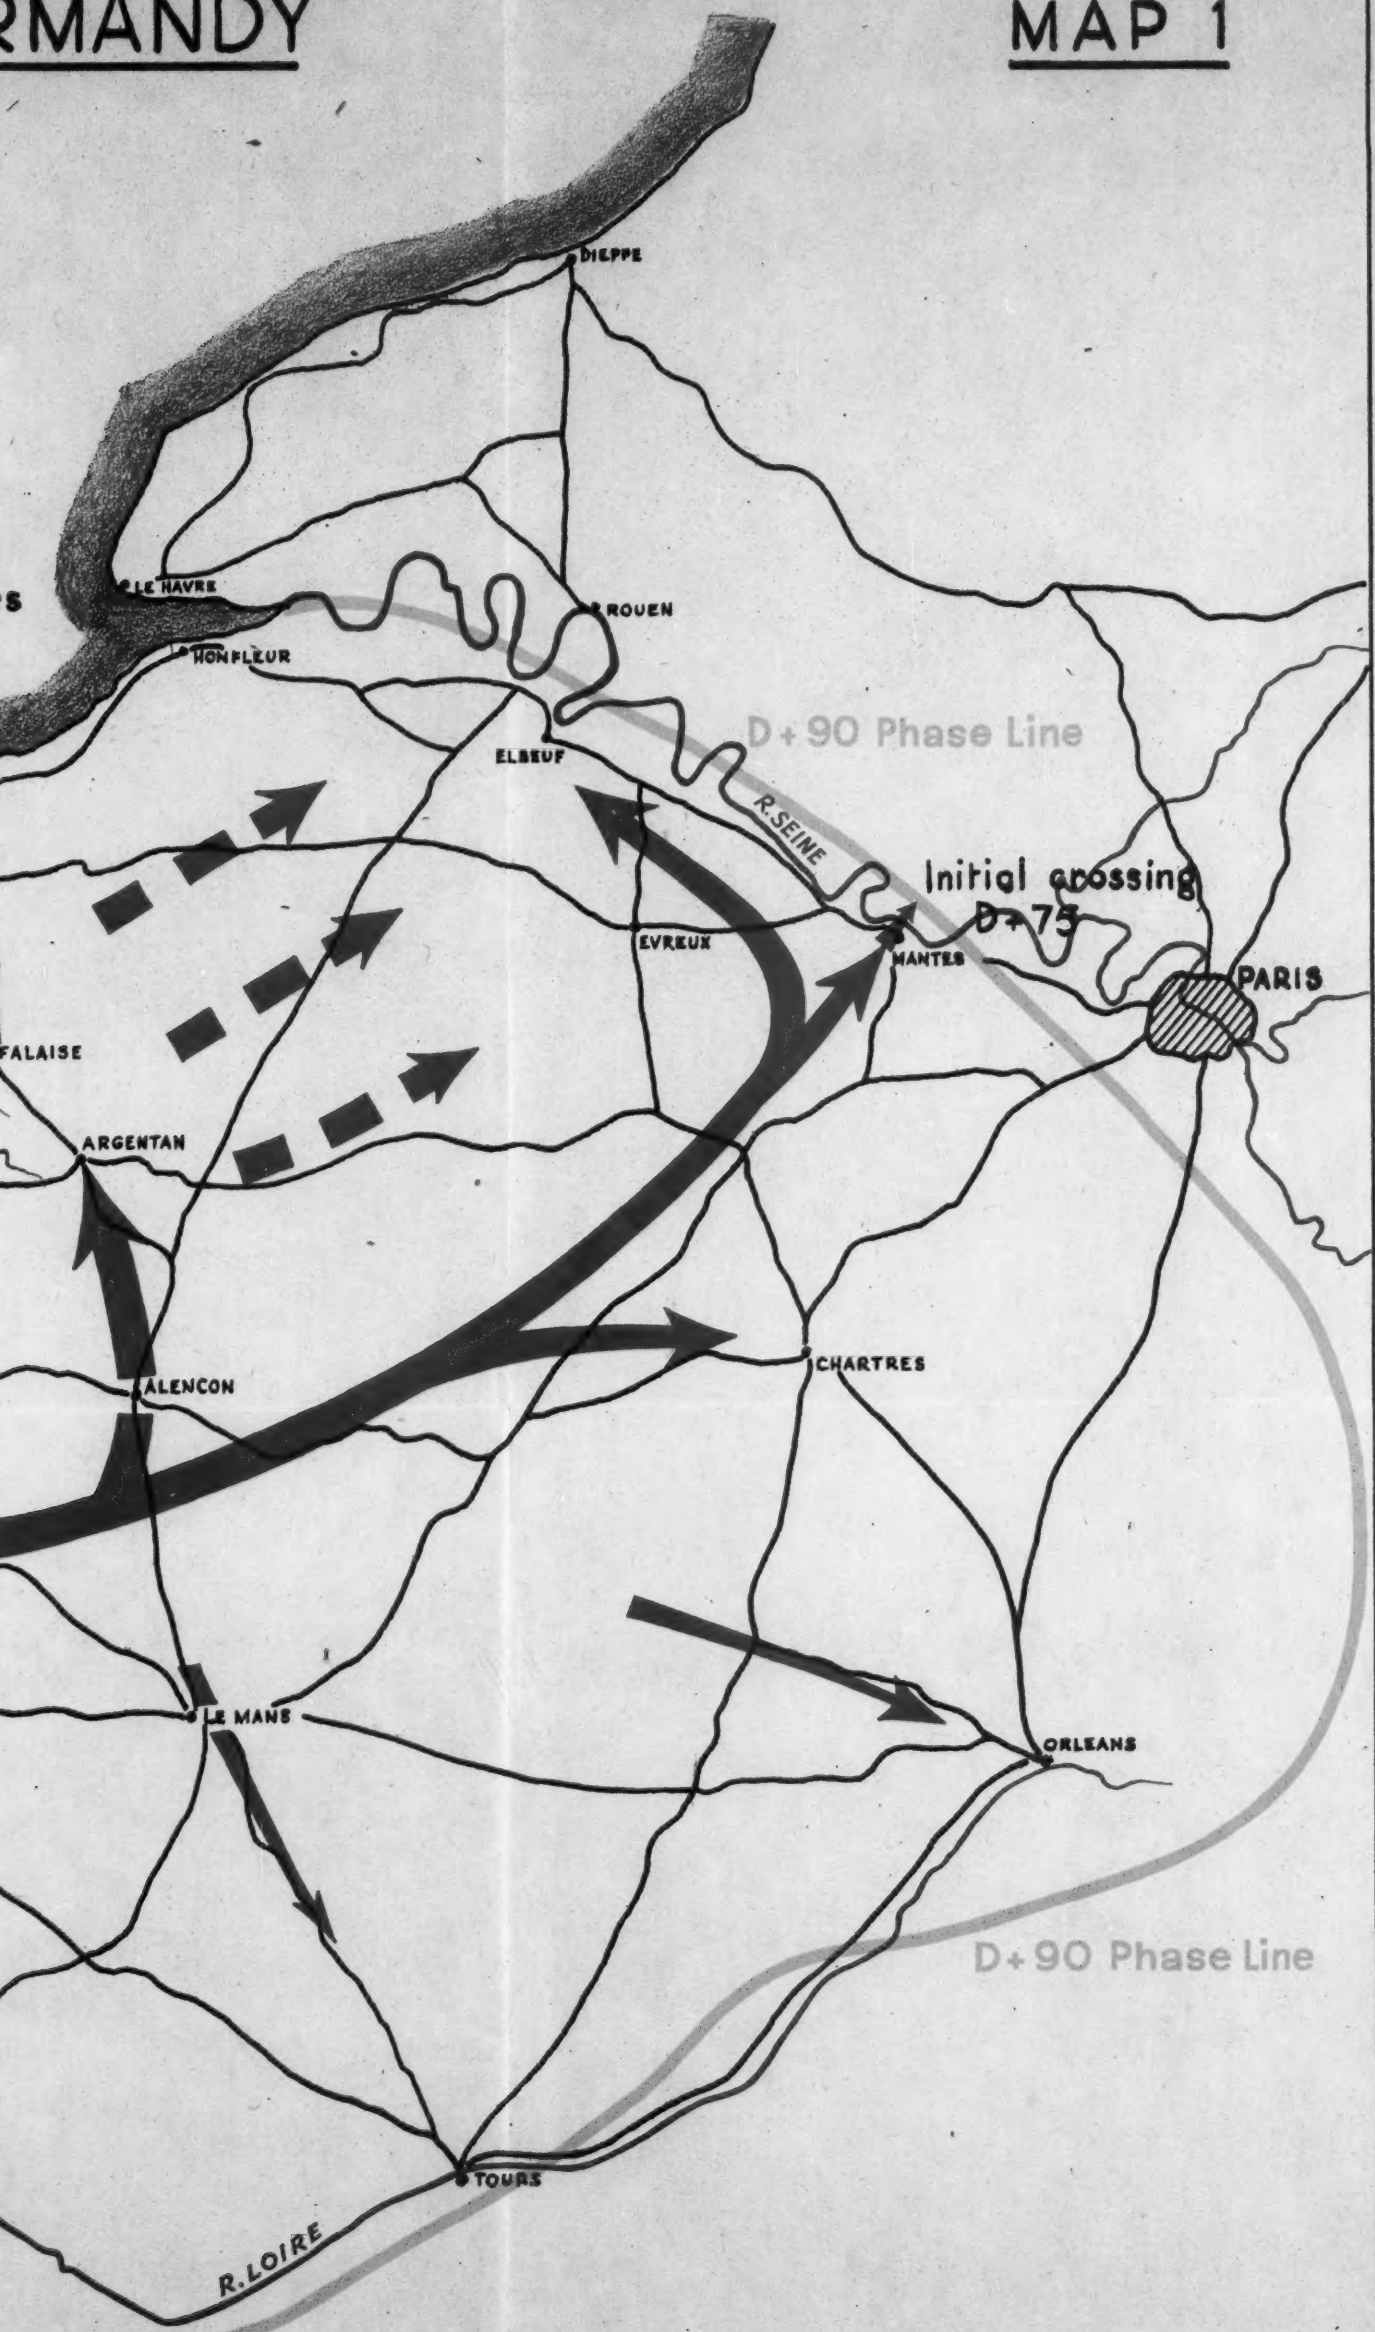 RMANDY
MAP 1
DIEPPE
LE HAVRE
ROUEN
HONFLEUR
D+90 Phase Line
ELBEUF
R. SEINE
Initial crossing
D+75
EVREUX
MANTES
PARIS
FALAISE
ARGENTAN
CHARTRES
ALENCON
LE MANS
ORLEANS
D+90 Phase Line
TOURS
R. LOIRE